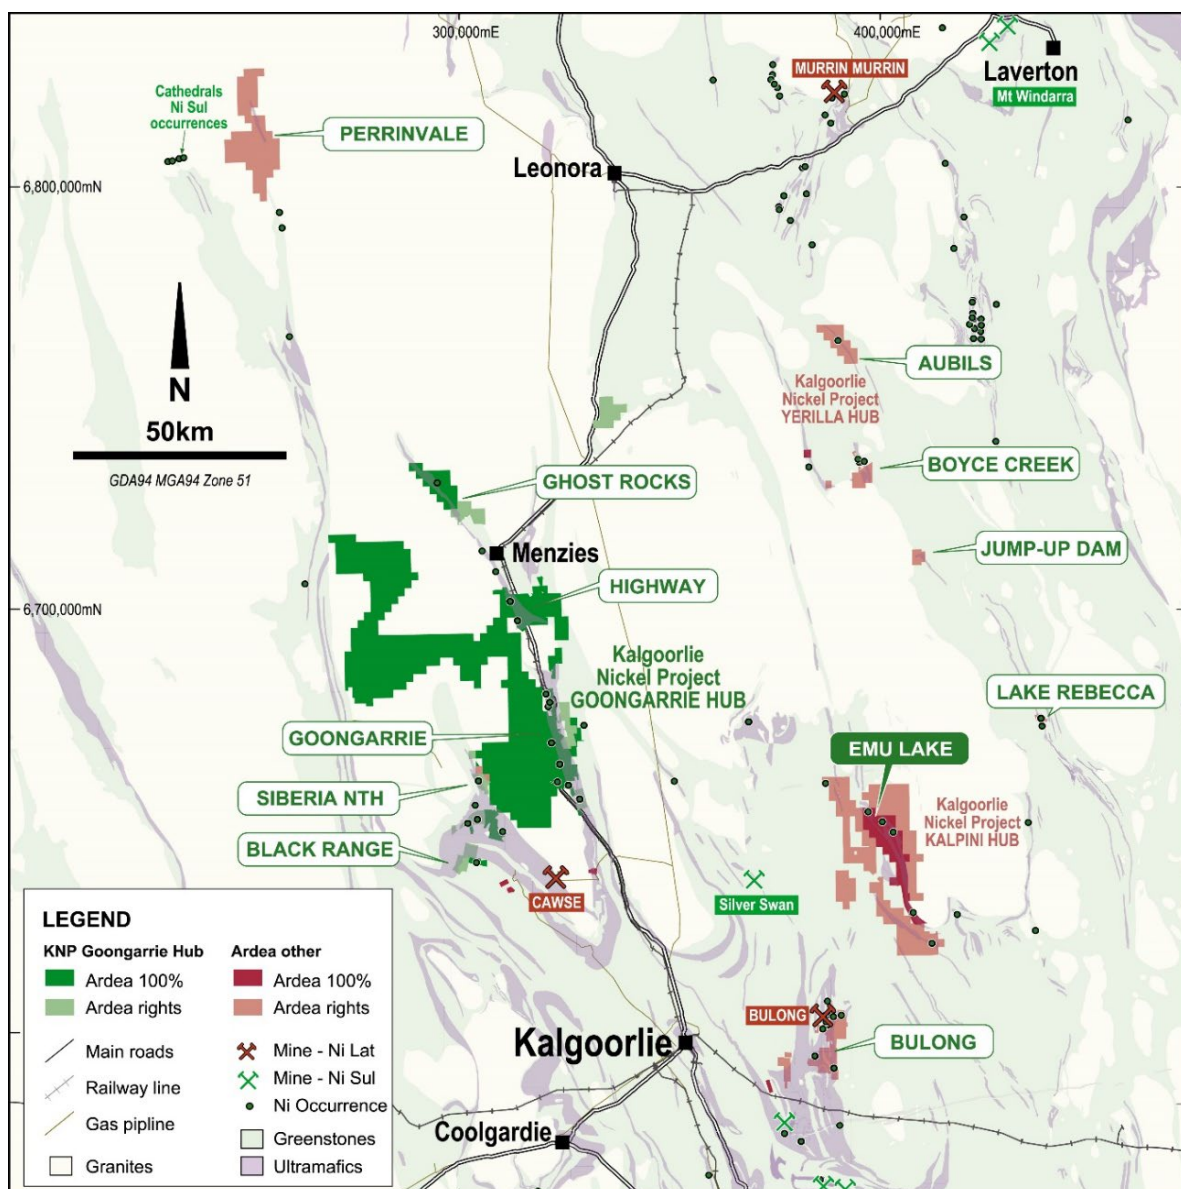 300,000mE
400,000mE
MURRIN MURRIN
Laverton
Mt Windarra
Cathedrals
Ni Sul
occurrences
PERRINVALE
Leonora
6,800,000mN
N
50km
GDA94 MGA94 Zone 51
AUBILS
Kalgoorlie
Nickel Project
YERILLA HUB
BOYCE CREEK
GHOST ROCKS
JUMP-UP DAM
Menzies
HIGHWAY
6,700,000mN
Kalgoorlie
Nickel Project
GOONGARRIE HUB
LAKE REBECCA
GOONGARRIE
EMU LAKE
SIBERIA NTH
Kalgoorlie
Nickel Project
KALPINI HUB
BLACK RANGE
CAWSE
Silver Swan
BULONG
BULONG
Kalgoorlie
Coolgardie
LEGEND
KNP Goongarrie Hub
Ardea other
Ardea 100%
Ardea 100%
Ardea rights
Ardea rights
Main roads
Mine - Ni Lat
Railway line
Mine - Ni Sul
Gas pipline
Ni Occurrence
Greenstones
Granites
Ultramafics